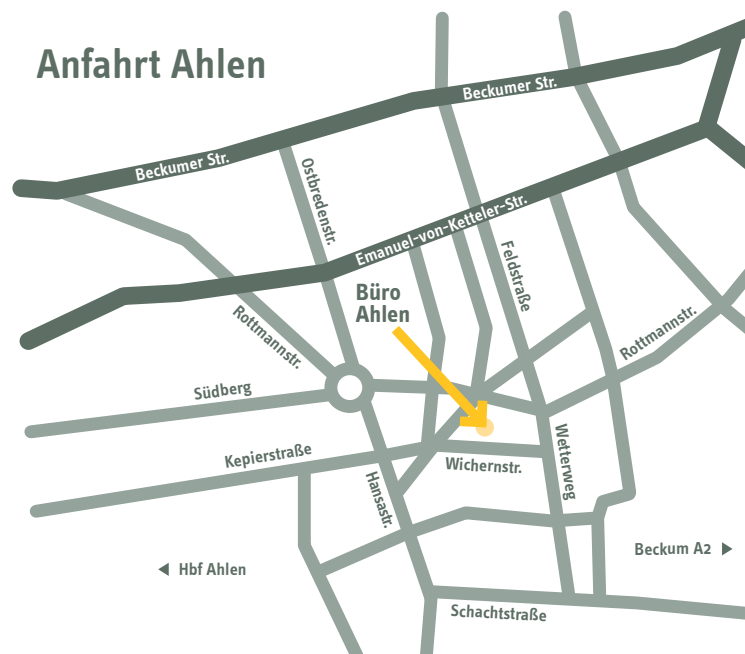 Anfahrt Ahlen
Beckumer Str.
Beckumer Str.
Ostbredenstr.
Emanuel-von-Ketteler-Str.
Feldstraße
Büro
Ahlen
Rottmannstr.
Rottmannstr.
Südberg
Kepierstraße
Wichernstr.
Wetterweg
Hansastr.
Hbf Ahlen
Beckum A2
Schachtstraße